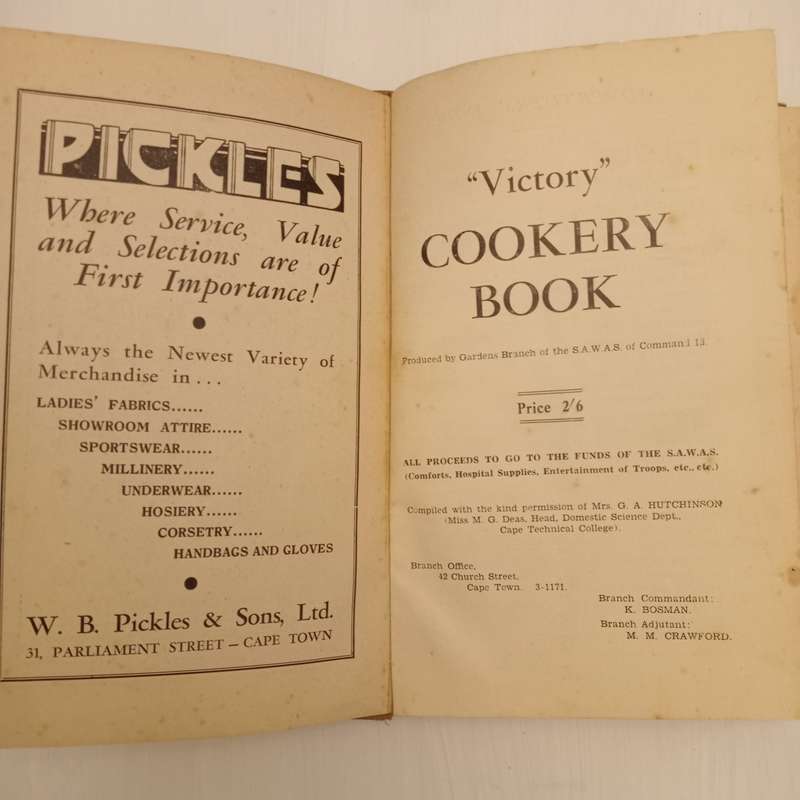 PICKLES
Where Service, Value
and Selections are of
First Importance!
Always the Newest Variety of
Merchandise in...
LADIES' FABRICS......
SHOWROOM ATTIRE......
SPORTSWEAR......
MILLINERY......
UNDERWEAR......
HOSIERY......
CORSETRY......
HANDBAGS AND GLOVES
W. B. Pickles & Sons, Ltd.
31, PARLIAMENT STREET – CAPE TOWN
"Victory"
COOKERY
BOOK
Produced by Gardens Branch of the S.A.W.A.S. of Command 13.
Price 2/6
ALL PROCEEDS TO GO TO THE FUNDS OF THE S.A.W.A.S.
(Comforts, Hospital Supplies, Entertainment of Troops, etc., etc.)
Compiled with the kind permission of Mrs. G. A. HUTCHINSON
(Miss M. G. Deas, Head, Domestic Science Dept.,
Cape Technical College).
Branch Office,
42 Church Street,
Cape Town. 3-1171.
Branch Commandant:
K. BOSMAN.
Branch Adjutant:
M. M. CRAWFORD.